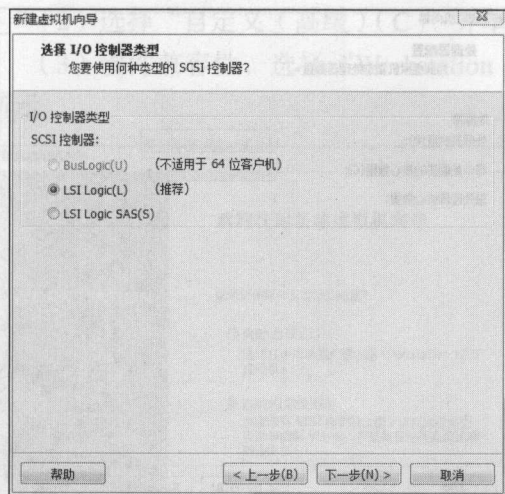 新建虚拟机向导
选择 I/O 控制器类型
您要使用何种类型的 SCSI 控制器?
I/O 控制器类型
SCSI 控制器:
BusLogic(U) (不适用于 64 位客户机)
LSI Logic(L) (推荐)
LSI Logic SAS(S)
帮助 < 上一步(B) 下一步(N) > 取消